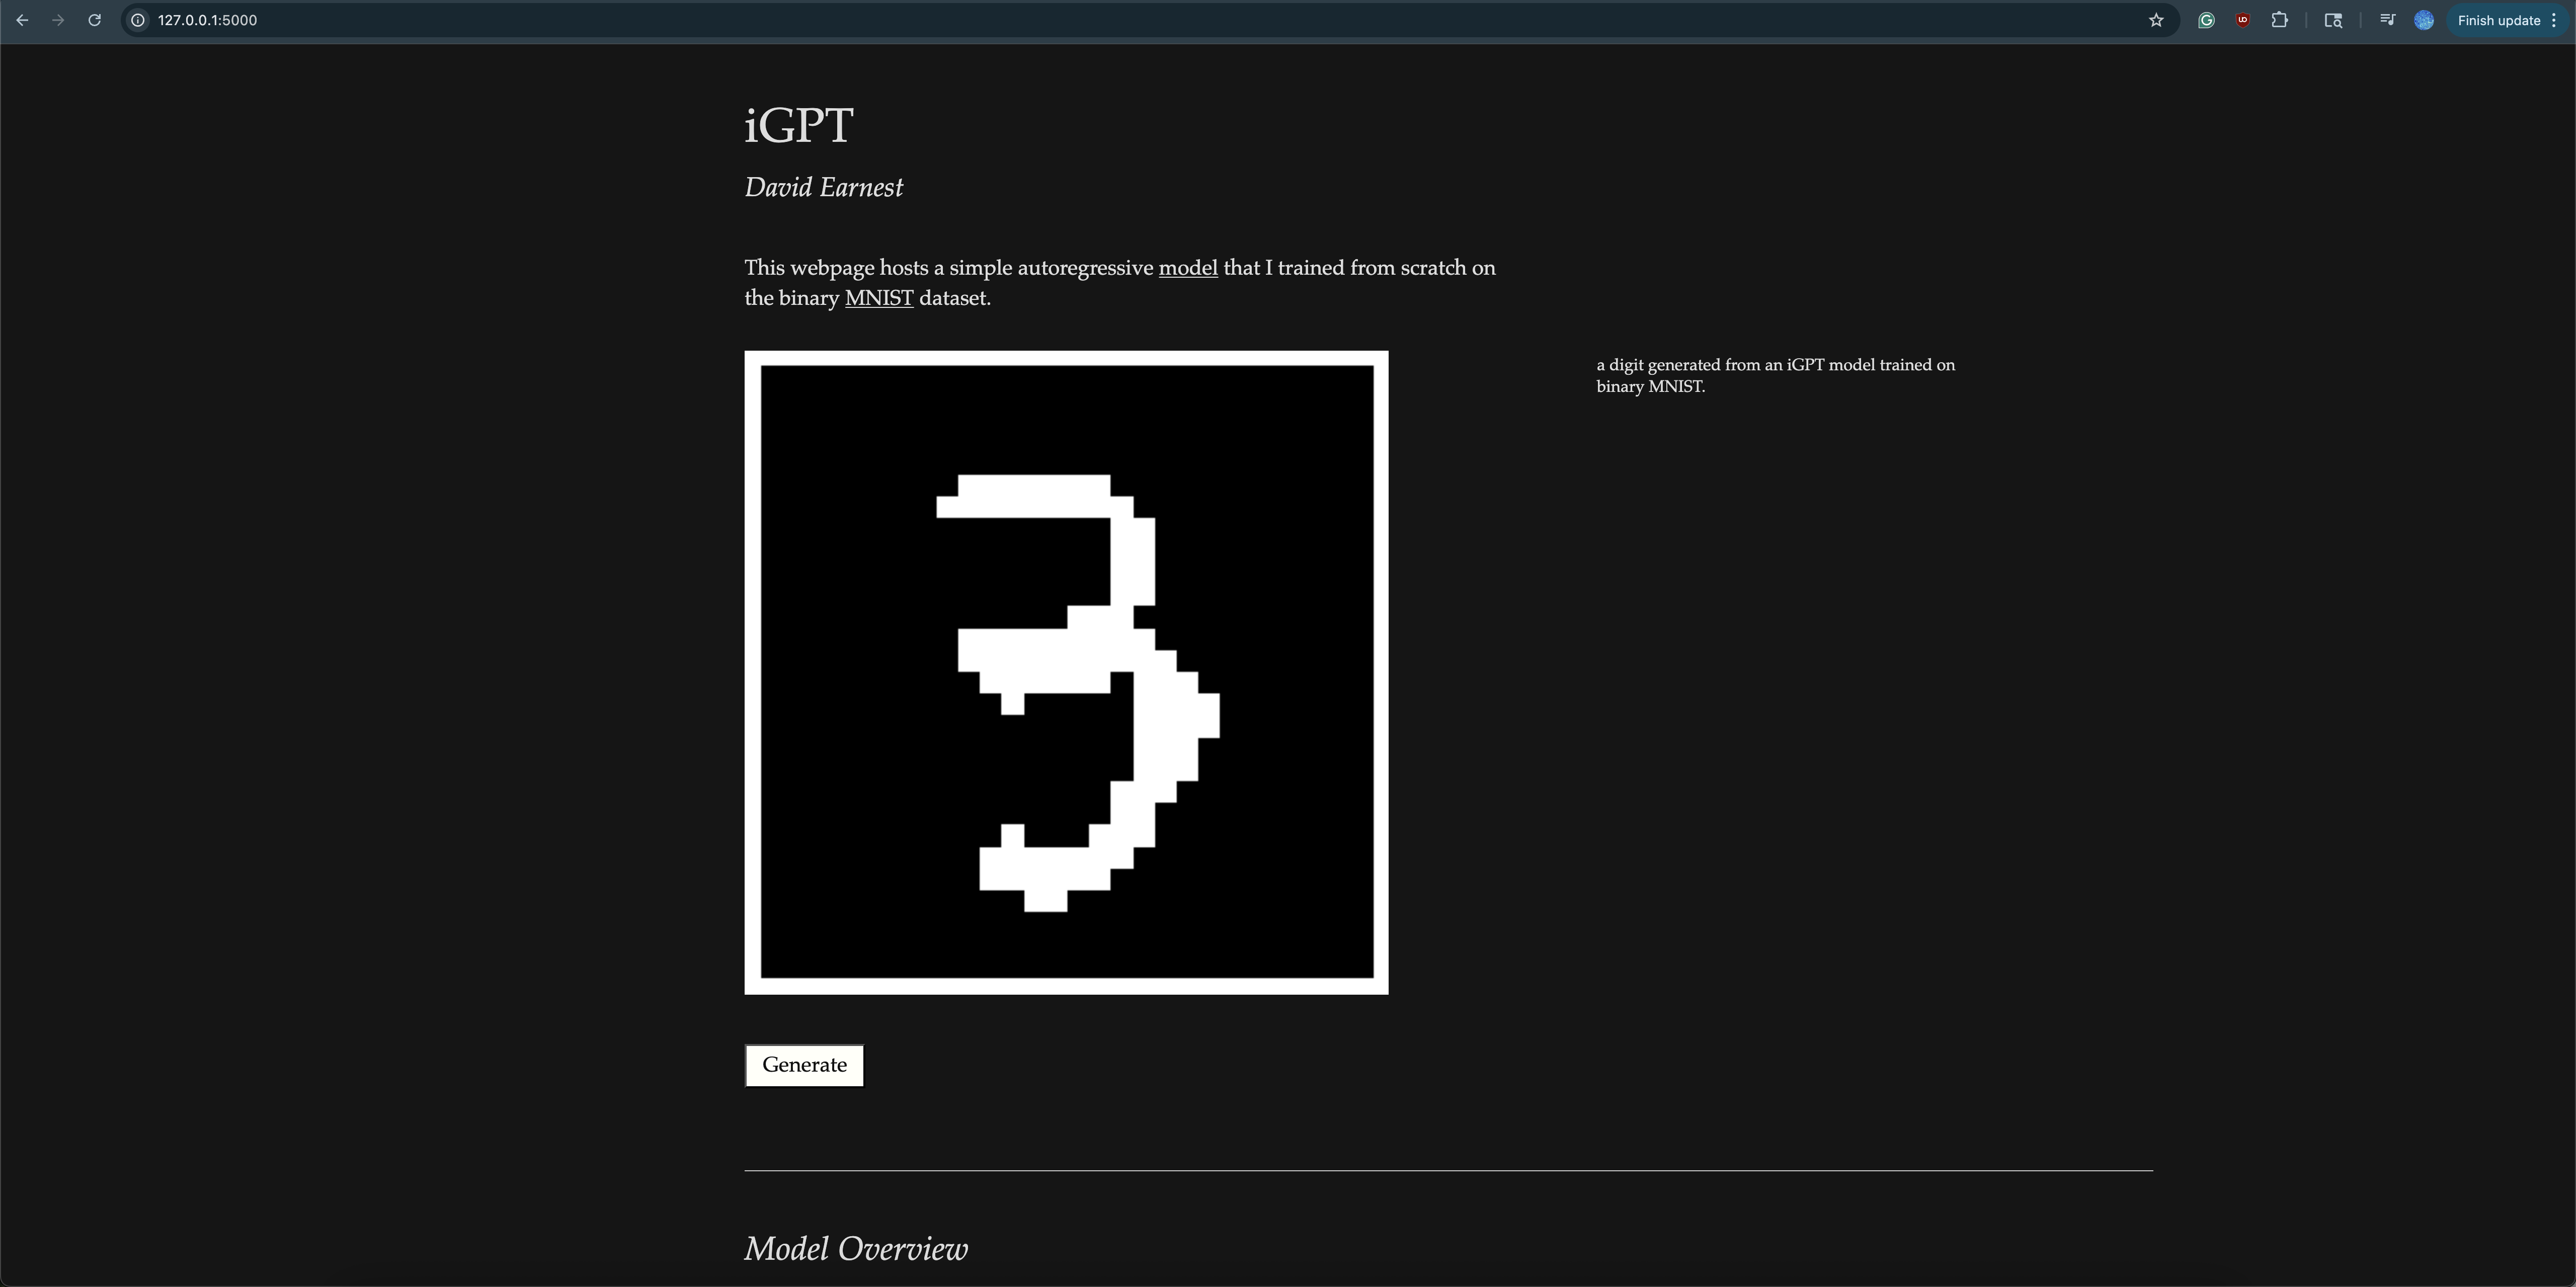 127.0.0.1:5000
Finish update
iGPT
David Earnest
This webpage hosts a simple autoregressive model that I trained from scratch on
the binary MNIST dataset.
a digit generated from an iGPT model trained on
binary MNIST.
3
Generate
Model Overview